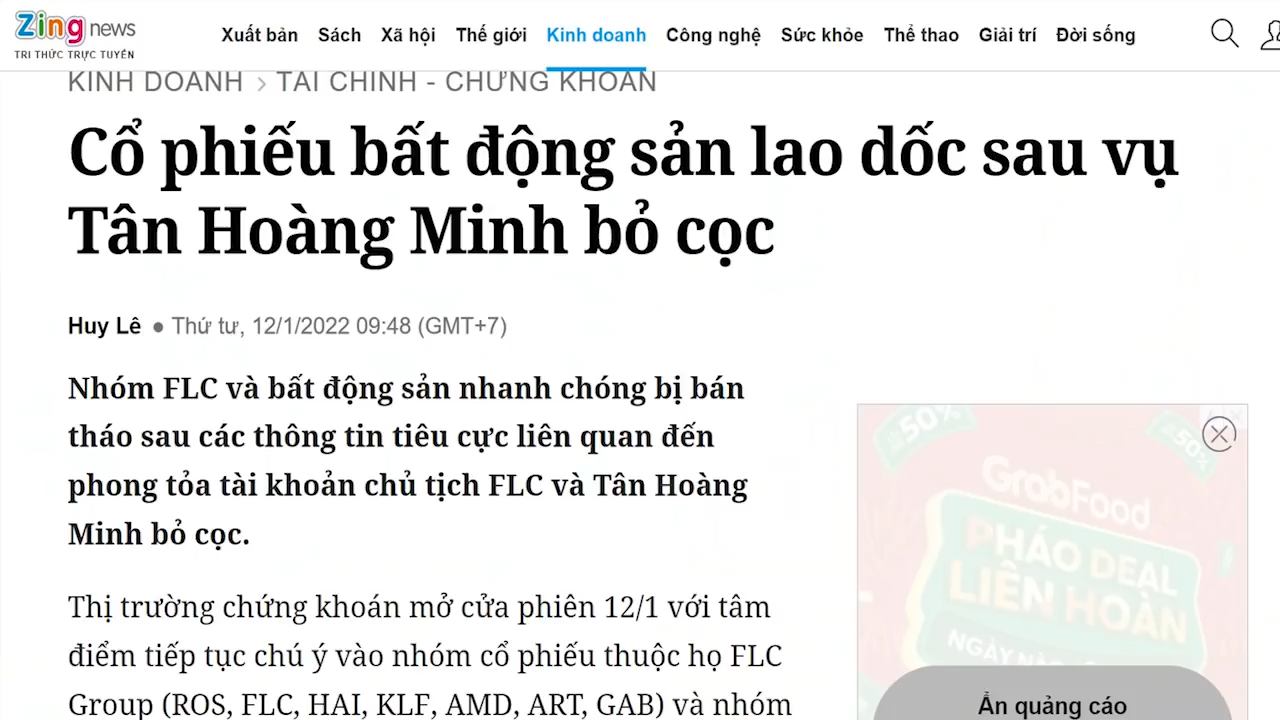 Zing news
TRI THỨC TRỰC TUYẾN
Xuất bản Sách Xã hội Thế giới Kinh doanh Công nghệ Sức khỏe Thể thao Giải trí Đời sống
KINH DOANH > TÀI CHÍNH - CHỨNG KHOÁN
Cổ phiếu bất động sản lao dốc sau vụ
Tân Hoàng Minh bỏ cọc
Huy Lê ● Thứ tư, 12/1/2022 09:48 (GMT+7)
Nhóm FLC và bất động sản nhanh chóng bị bán
tháo sau các thông tin tiêu cực liên quan đến
phong tỏa tài khoản chủ tịch FLC và Tân Hoàng
Minh bỏ cọc.
Thị trường chứng khoán mở cửa phiên 12/1 với tâm
điểm tiếp tục chú ý vào nhóm cổ phiếu thuộc họ FLC
Group (ROS, FLC, HAI, KLF, AMD, ART, GAB) và nhóm
50%
50%
GrabFood
PHÁO DEAL
LIÊN HOÀN
NGÀY
Ẩn quảng cáo